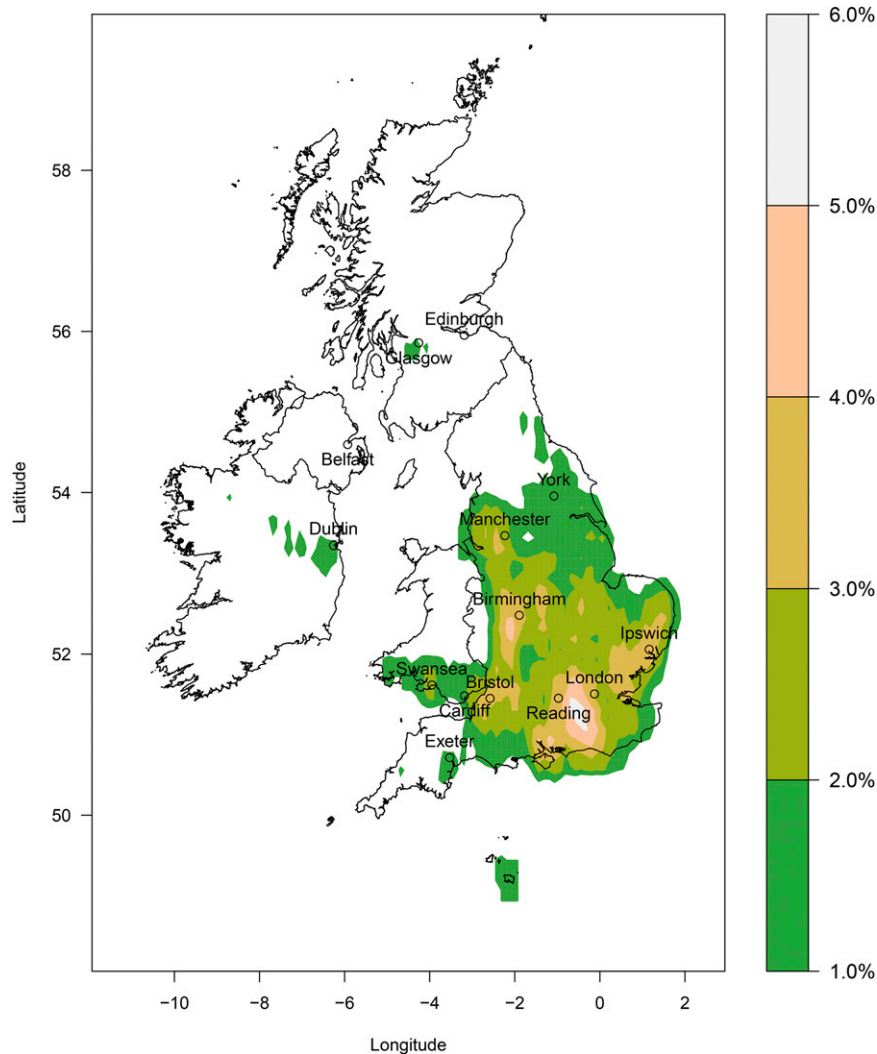 6.0%
5.0%
4.0%
3.0%
2.0%
1.0%
58
56
54
52
50
Latitude
Edinburgh
Glasgow
Belfast
York
Dublin
Manchester
Birmingham
Ipswich
Swansea
Bristol
London
Cardiff
Reading
Exeter
−10
−8
−6
−4
−2
0
2
Longitude